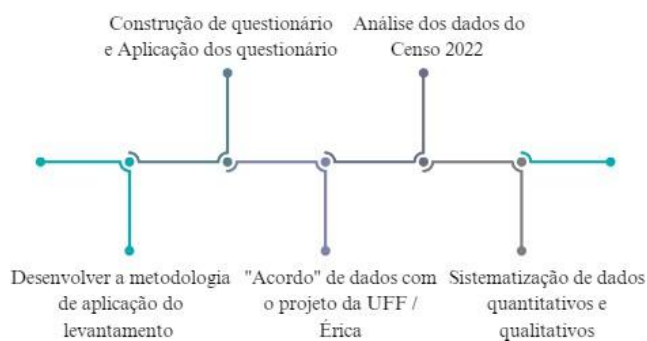 Construção de questionário
e Aplicação dos questionário
Análise dos dados do
Censo 2022
Desenvolver a metodologia
de aplicação do
levantamento
"Acordo" de dados com
o projeto da UFF /
Érica
Sistematização de dados
quantitativos e
qualitativos